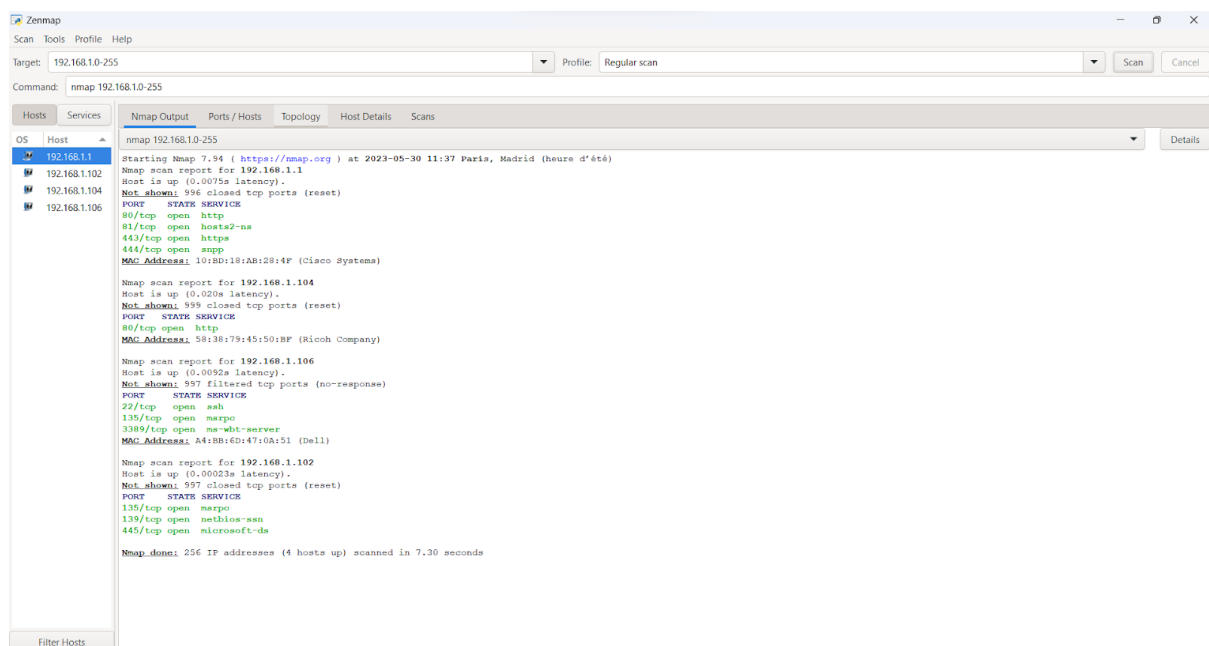 Zenmap
Scan Tools Profile Help
Target: 192.168.1.0-255 Profile: Regular scan Scan Cancel
Command: nmap 192.168.1.0-255
Hosts Services Nmap Output Ports / Hosts Topology Host Details Scans
OS Host nmap 192.168.1.0-255 Details
192.168.1.1
192.168.1.102
192.168.1.104
192.168.1.106
Starting Nmap 7.94 ( https://nmap.org ) at 2023-05-30 11:37 Paris, Madrid (heure d'été)
Nmap scan report for 192.168.1.1
Host is up (0.0075s latency).
Not shown: 996 closed tcp ports (reset)
PORT STATE SERVICE
80/tcp open http
81/tcp open hosts2-ns
443/tcp open https
444/tcp open snpp
MAC Address: 10:BD:18:AB:28:4F (Cisco Systems)
Nmap scan report for 192.168.1.104
Host is up (0.020s latency).
Not shown: 999 closed tcp ports (reset)
PORT STATE SERVICE
80/tcp open http
MAC Address: 58:38:79:45:50:BF (Ricoh Company)
Nmap scan report for 192.168.1.106
Host is up (0.0092s latency).
Not shown: 997 filtered tcp ports (no-response)
PORT STATE SERVICE
22/tcp open ssh
135/tcp open msrpc
3389/tcp open ms-wbt-server
MAC Address: A4:BB:6D:47:0A:51 (Dell)
Nmap scan report for 192.168.1.102
Host is up (0.00023s latency).
Not shown: 997 closed tcp ports (reset)
PORT STATE SERVICE
135/tcp open msrpc
139/tcp open netbios-ssn
445/tcp open microsoft-ds
Nmap done: 256 IP addresses (4 hosts up) scanned in 7.30 seconds
Filter Hosts